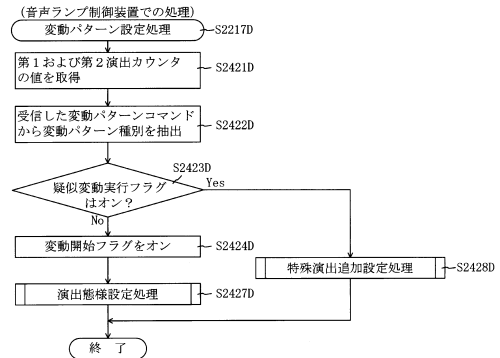 (音声ランプ制御装置での処理)
変動パターン設定処理
S2217D
第1および第2演出カウンタ
の値を取得
S2421D
受信した変動パターンコマンド
から変動パターン種別を抽出
S2422D
S2423D
疑似変動実行フラグ
はオン?
Yes
No
変動開始フラグをオン
S2424D
特殊演出追加設定処理
S2428D
演出態様設定処理
S2427D
終了